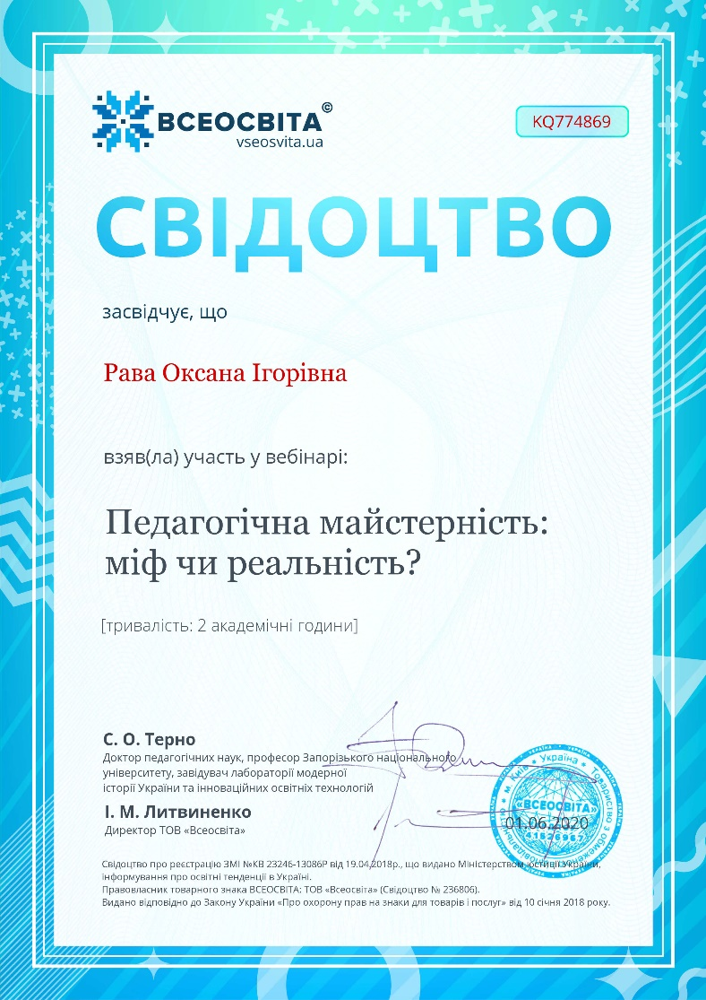 ВСЕОСВІТА©
vseosvita.ua
KQ774869
СВІДОЦТВО
засвідчує, що
Рава Оксана Ігорівна
взяв(ла) участь у вебінарі:
Педагогічна майстерність:
міф чи реальність?
[тривалість: 2 академічні години]
С. О. Терно
Доктор педагогічних наук, професор Запорізького національного
університету, завідувач лабораторії модерної
історії України та інноваційних освітніх технологій
І. М. Литвиненко
Директор ТОВ «Всеосвіта»
* м. Київ * Україна * Товариство з обмеженою відповідальністю
«ВСЕОСВІТА»
01.06.2020
41526967
Свідоцтво про реєстрацію ЗМІ №КВ 23246-13086Р від 19.04.2018р., що видано Міністерством юстиції України,
інформування про освітні тенденції в Україні.
Правовласник товарного знака ВСЕОСВІТА: ТОВ «Всеосвіта» (Свідоцтво № 236806).
Видано відповідно до Закону України «Про охорону прав на знаки для товарів і послуг» від 10 січня 2018 року.